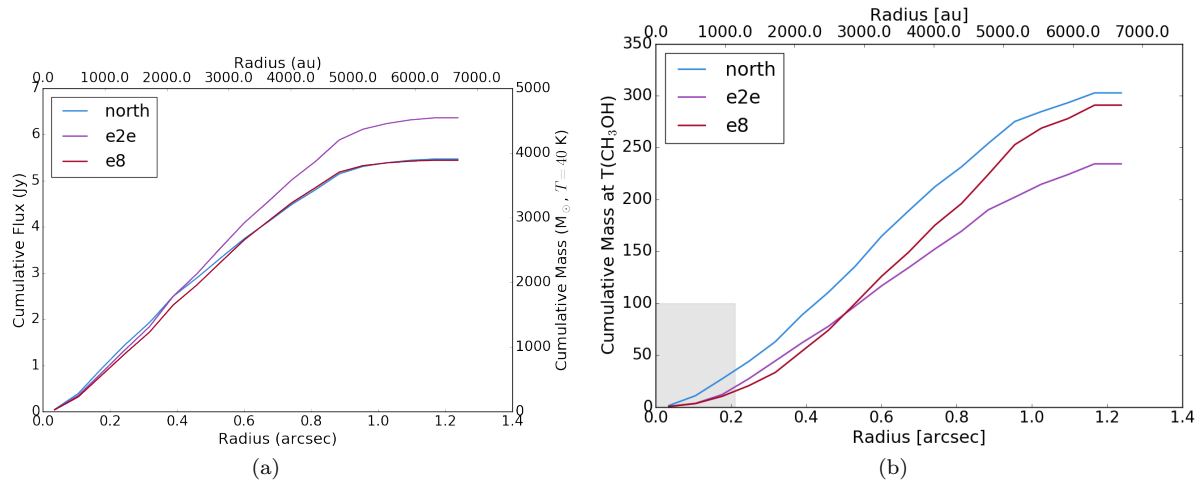 Radius (au)
0.0 1000.0 2000.0 3000.0 4000.0 5000.0 6000.0 7000.0
7
6
5
4
3
2
1
0
Cumulative Flux (Jy)
north
e2e
e8
5000
4000
3000
2000
1000
0
Cumulative Mass (M☉, T = 40 K)
0.0 0.2 0.4 0.6 0.8 1.0 1.2 1.4
Radius (arcsec)
(a)
Radius [au]
0.0 1000.0 2000.0 3000.0 4000.0 5000.0 6000.0 7000.0
350
300
250
200
150
100
50
0
Cumulative Mass at T(CH₃OH)
north
e2e
e8
0.0 0.2 0.4 0.6 0.8 1.0 1.2 1.4
Radius [arcsec]
(b)